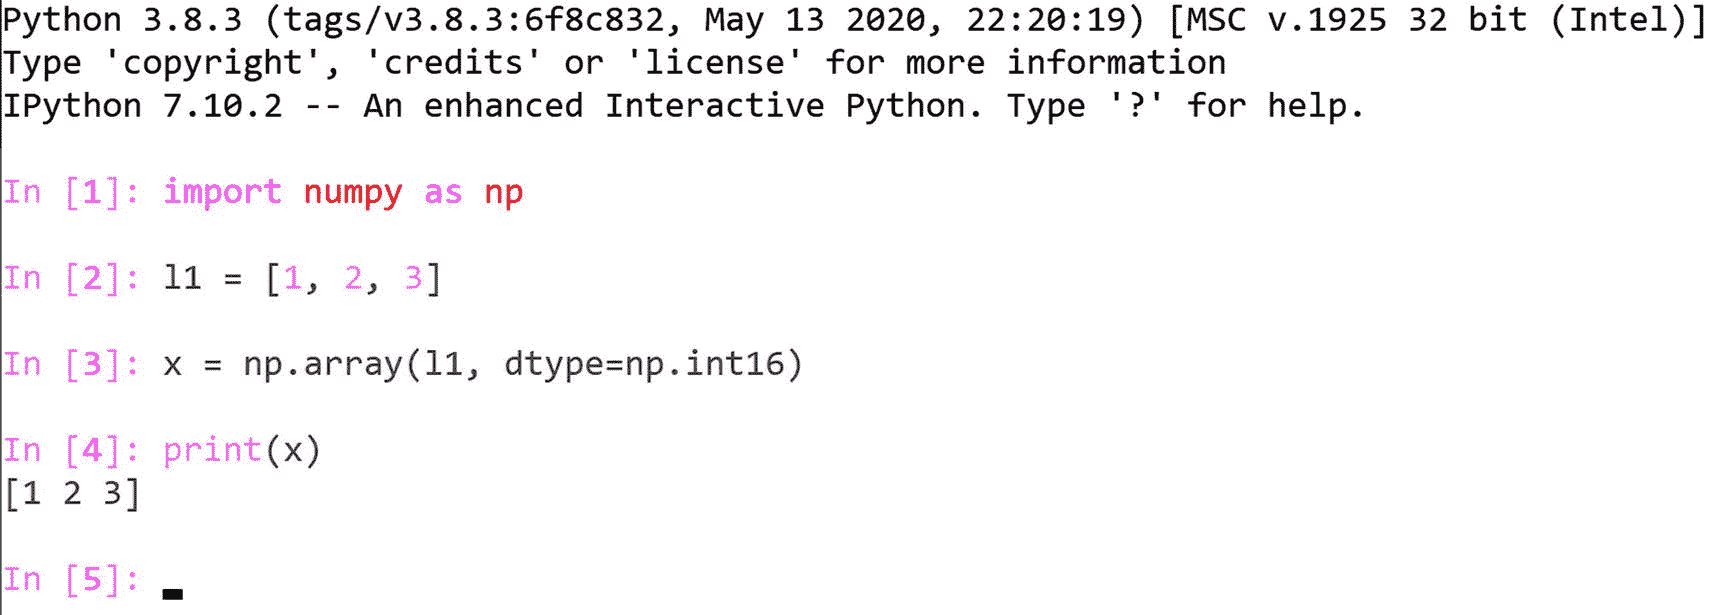 Python 3.8.3 (tags/v3.8.3:6f8c832, May 13 2020, 22:20:19) [MSC v.1925 32 bit (Intel)]
Type 'copyright', 'credits' or 'license' for more information
IPython 7.10.2 -- An enhanced Interactive Python. Type '?' for help.
In [1]: import numpy as np
In [2]: l1 = [1, 2, 3]
In [3]: x = np.array(l1, dtype=np.int16)
In [4]: print(x)
[1 2 3]
In [5]: